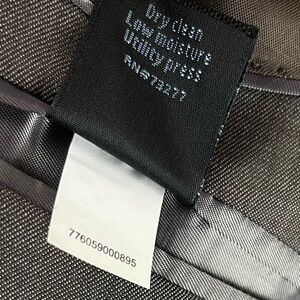 Dry clean
Low moisture
Utility press
RN#73277
776059000895